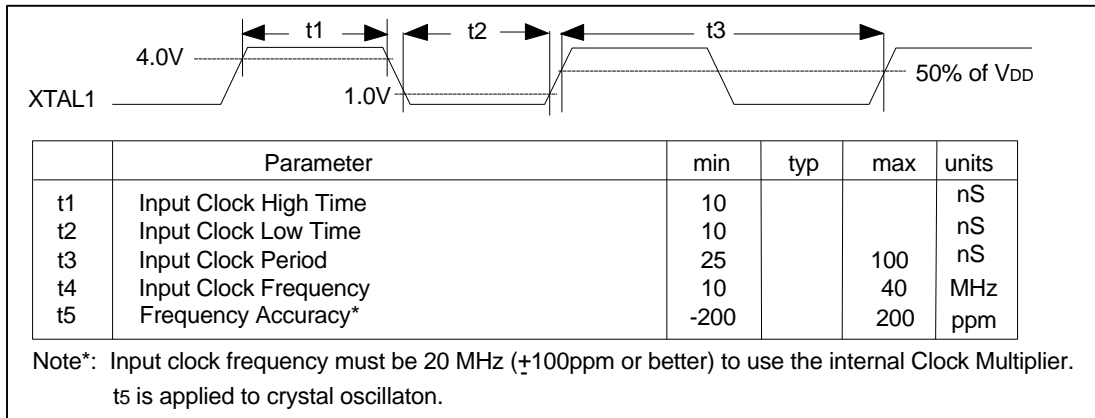 t1 t2 t3
4.0V
50% of VDD
XTAL1 1.0V
Parameter min typ max units
t1 Input Clock High Time 10 nS
t2 Input Clock Low Time 10 nS
t3 Input Clock Period 25 100 nS
t4 Input Clock Frequency 10 40 MHz
t5 Frequency Accuracy* -200 200 ppm
Note*: Input clock frequency must be 20 MHz (±100ppm or better) to use the internal Clock Multiplier.
t5 is applied to crystal oscillaton.